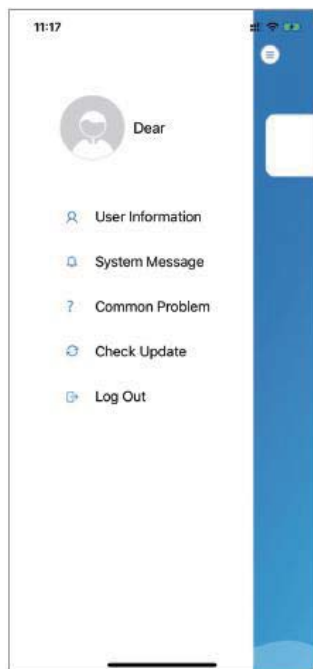 11:17
Dear
User Information
System Message
? Common Problem
Check Update
Log Out